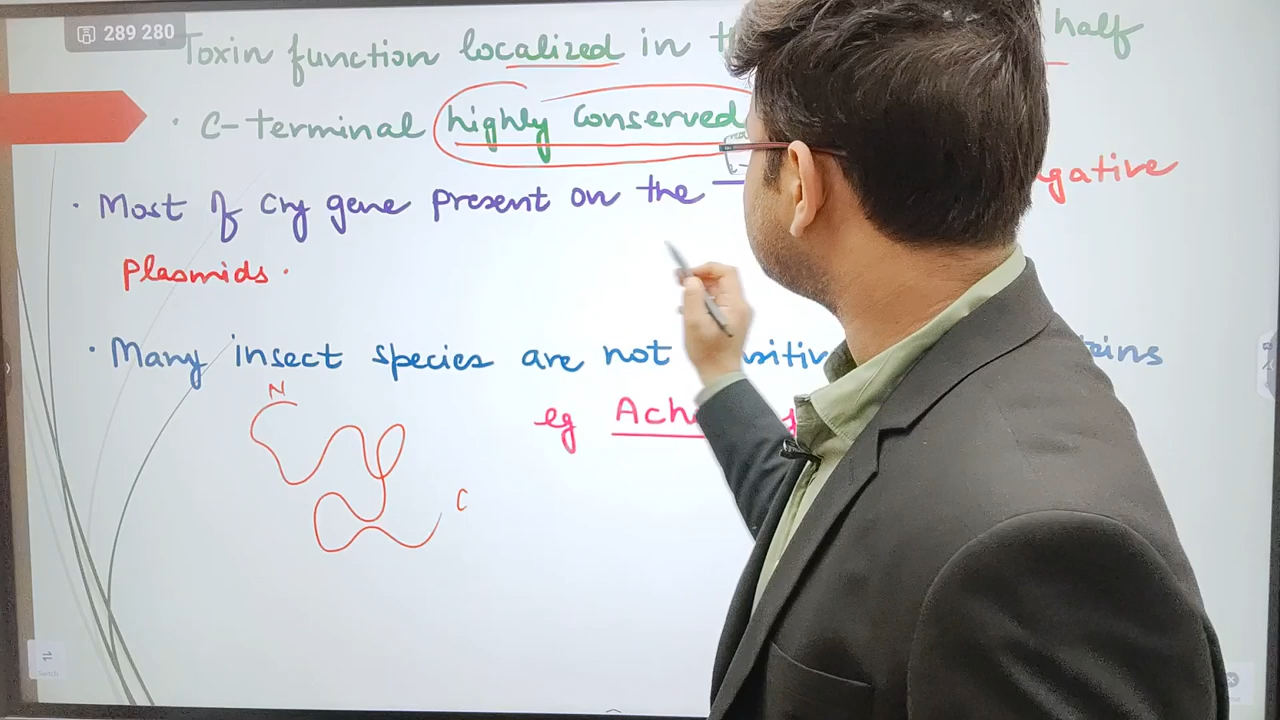 289 280
Toxin function localized in half
• C-terminal highly conserved
• Most of Cry gene present on the gative
plasmids.
• Many insect species are not
N
eg Ach
C